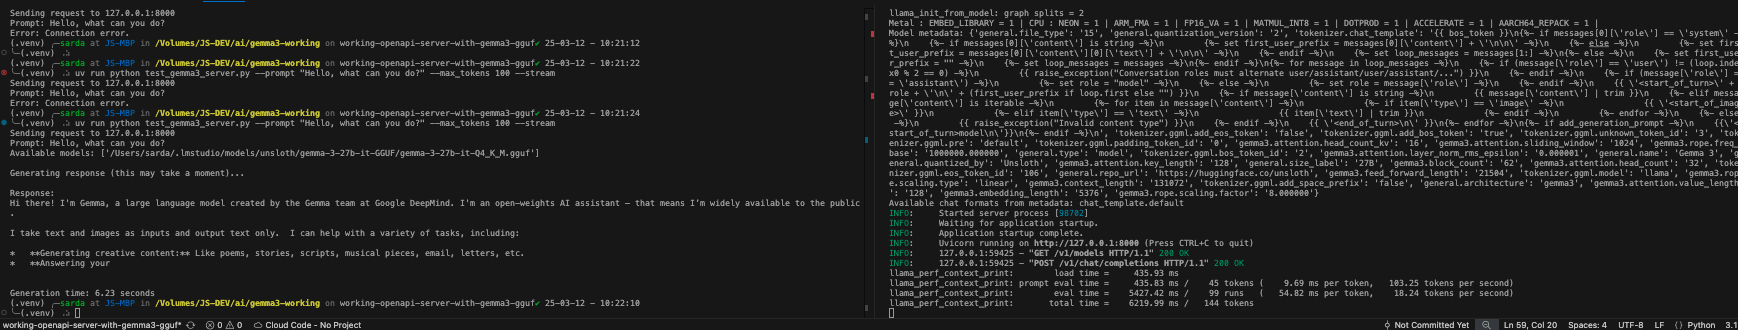 Sending request to 127.0.0.1:8000
Prompt: Hello, what can you do?
Error: Connection error.
(.venv) ╭─sarda at JS-MBP in /Volumes/JS-DEV/ai/gemma3-working on working-openapi-server-with-gemma3-gguf✔ 25-03-12 - 10:21:12
(.venv) ╰─(.venv) ╭─sarda at JS-MBP in /Volumes/JS-DEV/ai/gemma3-working on working-openapi-server-with-gemma3-gguf✔ 25-03-12 - 10:21:22
(.venv) ╰─ uv run python test_gemma3_server.py --prompt "Hello, what can you do?" --max_tokens 100 --stream
Sending request to 127.0.0.1:8000
Prompt: Hello, what can you do?
Error: Connection error.
(.venv) ╭─sarda at JS-MBP in /Volumes/JS-DEV/ai/gemma3-working on working-openapi-server-with-gemma3-gguf✔ 25-03-12 - 10:21:24
(.venv) ╰─ uv run python test_gemma3_server.py --prompt "Hello, what can you do?" --max_tokens 100 --stream
Sending request to 127.0.0.1:8000
Prompt: Hello, what can you do?
Available models: ['/Users/sarda/.lmstudio/models/unsloth/gemma-3-27b-it-GGUF/gemma-3-27b-it-Q4_K_M.gguf']
Generating response (this may take a moment)...
Response:
Hi there! I'm Gemma, a large language model created by the Gemma team at Google DeepMind. I'm an open-weights AI assistant – that means I'm widely available to the public
.
I take text and images as inputs and output text only.  I can help with a variety of tasks, including:
*   **Generating creative content:** Like poems, stories, scripts, musical pieces, email, letters, etc.
*   **Answering your
Generation time: 6.23 seconds
(.venv) ╭─sarda at JS-MBP in /Volumes/JS-DEV/ai/gemma3-working on working-openapi-server-with-gemma3-gguf✔ 25-03-12 - 10:22:10
(.venv) ╰─
llama_init_from_model: graph splits = 2
Metal : EMBED_LIBRARY = 1 | CPU : NEON = 1 | ARM_FMA = 1 | FP16_VA = 1 | MATMUL_INT8 = 1 | DOTPROD = 1 | ACCELERATE = 1 | AARCH64_REPACK = 1 |
Model metadata: {'general.file_type': '15', 'general.quantization_version': '2', 'tokenizer.chat_template': '{{ bos_token }}\n{%- if messages[0][\'role\'] == \'system\' -
%}\n    {%- if messages[0][\'content\'] is string -%}\n        {%- set first_user_prefix = messages[0][\'content\'] + \'\n\n\' -%}\n    {%- else -%}\n        {%- set first
t_user_prefix = messages[0][\'content\'][0][\'text\'] + \'\n\n\' -%}\n    {%- endif -%}\n    {%- set loop_messages = messages[1:] -%}\n{%- else -%}\n    {%- set first_us
r_prefix = "" -%}\n    {%- set loop_messages = messages -%}\n{%- endif -%}\n{%- for message in loop_messages -%}\n    {%- if (message[\'role\'] == \'user\') != (loop.inde
x0 % 2 == 0) -%}\n        {{ raise_exception("Conversation roles must alternate user/assistant/user/assistant/...") }}\n    {%- endif -%}\n    {%- if (message[\'role\'] =
= \'assistant\') -%}\n        {%- set role = "model" -%}\n    {%- else -%}\n        {%- set role = message[\'role\'] -%}\n    {%- endif -%}\n    {{ \'<start_of_turn>\' +
role + \'\n\' + (first_user_prefix if loop.first else "") }}\n    {%- if message[\'content\'] is string -%}\n        {{ message[\'content\'] | trim }}\n    {%- elif messa
ge[\'content\'] is iterable -%}\n        {%- for item in message[\'content\'] -%}\n            {%- if item[\'type\'] == \'image\' -%}\n                {{ \'<start_of_imag
e>\' }}\n            {%- elif item[\'type\'] == \'text\' -%}\n                {{ item[\'text\'] | trim }}\n            {%- endif -%}\n        {%- endfor -%}\n    {%- else
-%}\n        {{ raise_exception("Invalid content type") }}\n    {%- endif -%}\n    {{ \'<end_of_turn>\n\' }}\n{%- endfor -%}\n{%- if add_generation_prompt -%}\n    {{\'<
start_of_turn>model\n\'}}\n{%- endif -%}\n', 'tokenizer.ggml.add_eos_token': 'false', 'tokenizer.ggml.add_bos_token': 'true', 'tokenizer.ggml.unknown_token_id': '3', 'tok
nizer.ggml.pre': 'default', 'tokenizer.ggml.padding_token_id': '0', 'gemma3.attention.head_count_kv': '16', 'gemma3.attention.sliding_window': '1024', 'gemma3.rope.freq_
base': '1000000.000000', 'general.type': 'model', 'tokenizer.ggml.bos_token_id': '2', 'gemma3.attention.layer_norm_rms_epsilon': '0.000001', 'general.name': 'Gemma 3', 'g
eneral.quantized_by': 'Unsloth', 'gemma3.attention.key_length': '128', 'general.size_label': '27B', 'gemma3.block_count': '62', 'gemma3.attention.head_count': '32', 'toke
nizer.ggml.eos_token_id': '106', 'general.repo_url': 'https://huggingface.co/unsloth', 'gemma3.feed_forward_length': '21504', 'tokenizer.ggml.model': 'llama', 'gemma3.rop
e.scaling.type': 'linear', 'gemma3.context_length': '131072', 'tokenizer.ggml.add_space_prefix': 'false', 'general.architecture': 'gemma3', 'gemma3.attention.value_length
': '128', 'gemma3.embedding_length': '5376', 'gemma3.rope.scaling.factor': '8.000000'}
Available chat formats from metadata: chat_template.default
INFO:     Started server process [98702]
INFO:     Waiting for application startup.
INFO:     Application startup complete.
INFO:     Uvicorn running on http://127.0.0.1:8000 (Press CTRL+C to quit)
INFO:     127.0.0.1:59425 - "GET /v1/models HTTP/1.1" 200 OK
INFO:     127.0.0.1:59425 - "POST /v1/chat/completions HTTP/1.1" 200 OK
llama_perf_context_print:        load time =     435.93 ms
llama_perf_context_print: prompt eval time =     435.83 ms /    45 tokens (    9.69 ms per token,   103.25 tokens per second)
llama_perf_context_print:        eval time =    5427.42 ms /    99 runs   (   54.82 ms per token,    18.24 tokens per second)
llama_perf_context_print:       total time =    6219.99 ms /   144 tokens
working-openapi-server-with-gemma3-gguf* 0 0 Cloud Code - No Project Not Committed Yet Ln 59, Col 20 Spaces: 4 UTF-8 LF Python 3.1